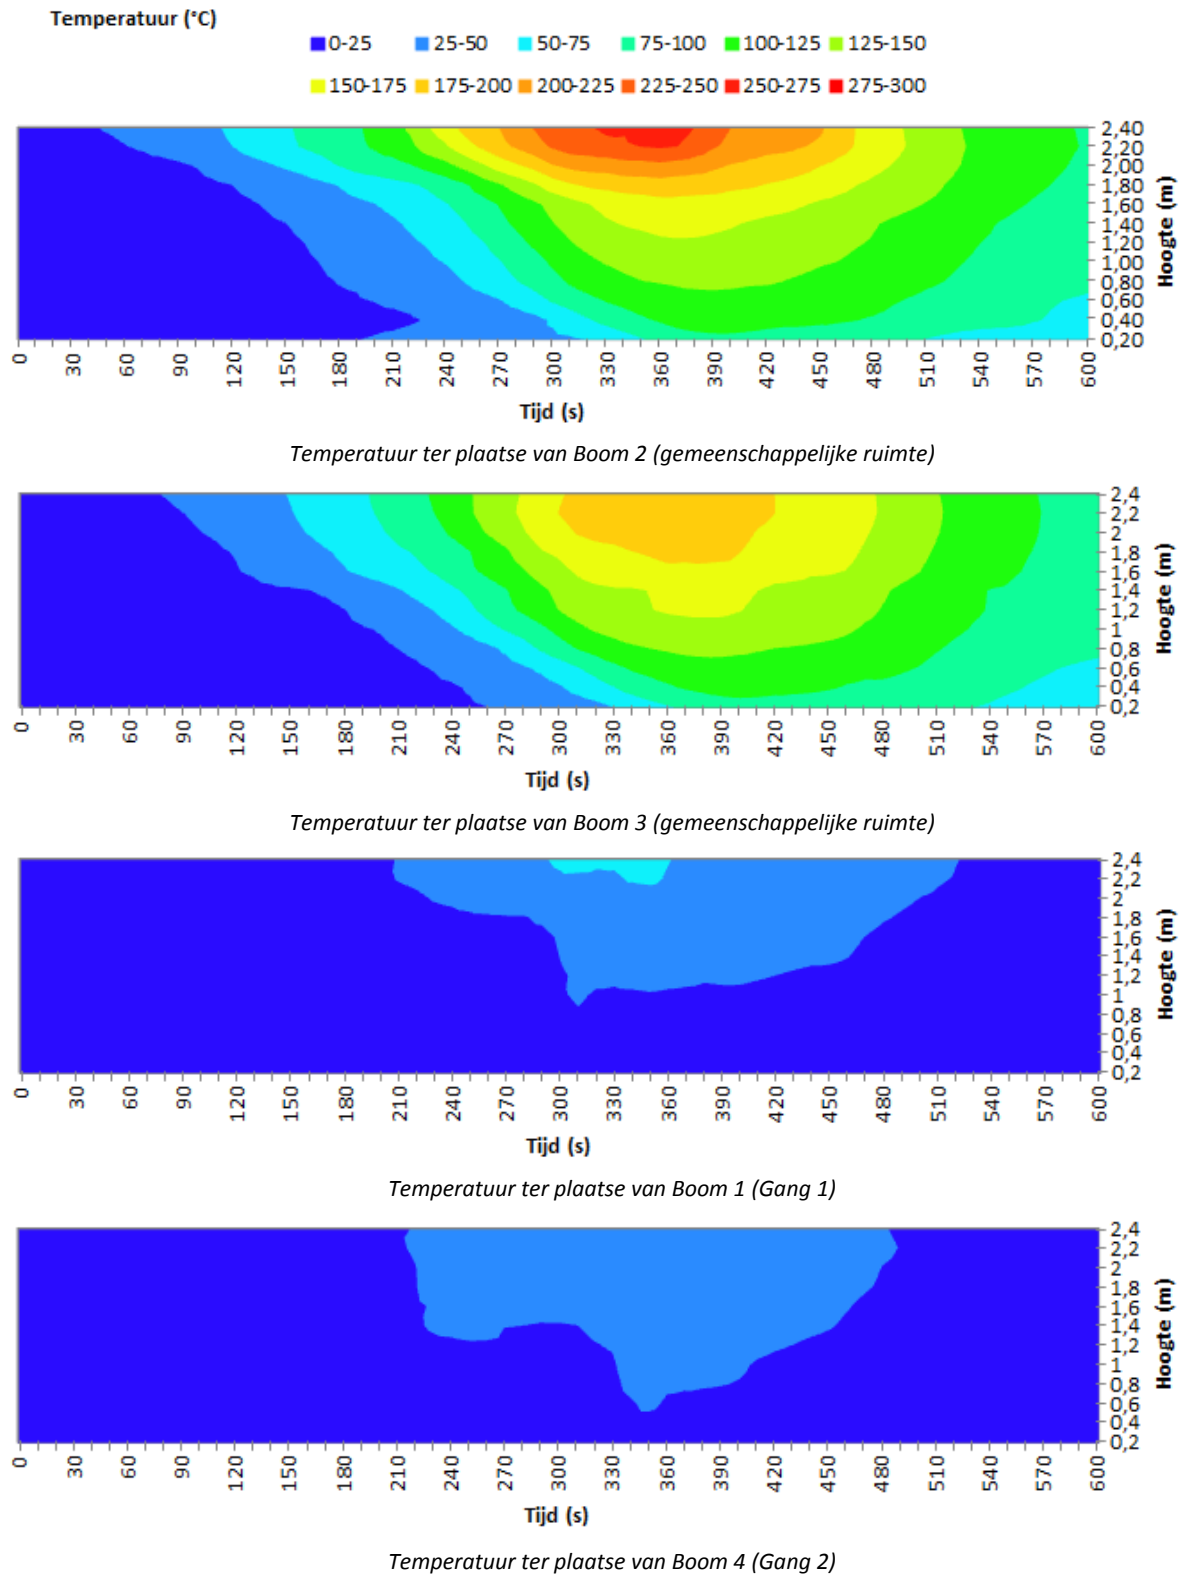 Temperatuur (°C)
0-25 25-50 50-75 75-100 100-125 125-150
150-175 175-200 200-225 225-250 250-275 275-300
2,40
2,20
2,00
1,80
1,60
1,40
1,20
1,00
0,80
0,60
0,40
0,20
Hoogte (m)
0 30 60 90 120 150 180 210 240 270 300 330 360 390 420 450 480 510 540 570 600
Tijd (s)
Temperatuur ter plaatse van Boom 2 (gemeenschappelijke ruimte)
2,4
2,2
2
1,8
1,6
1,4
1,2
1
0,8
0,6
0,4
0,2
Hoogte (m)
0 30 60 90 120 150 180 210 240 270 300 330 360 390 420 450 480 510 540 570 600
Tijd (s)
Temperatuur ter plaatse van Boom 3 (gemeenschappelijke ruimte)
2,4
2,2
2
1,8
1,6
1,4
1,2
1
0,8
0,6
0,4
0,2
Hoogte (m)
0 30 60 90 120 150 180 210 240 270 300 330 360 390 420 450 480 510 540 570 600
Tijd (s)
Temperatuur ter plaatse van Boom 1 (Gang 1)
2,4
2,2
2
1,8
1,6
1,4
1,2
1
0,8
0,6
0,4
0,2
Hoogte (m)
0 30 60 90 120 150 180 210 240 270 300 330 360 390 420 450 480 510 540 570 600
Tijd (s)
Temperatuur ter plaatse van Boom 4 (Gang 2)